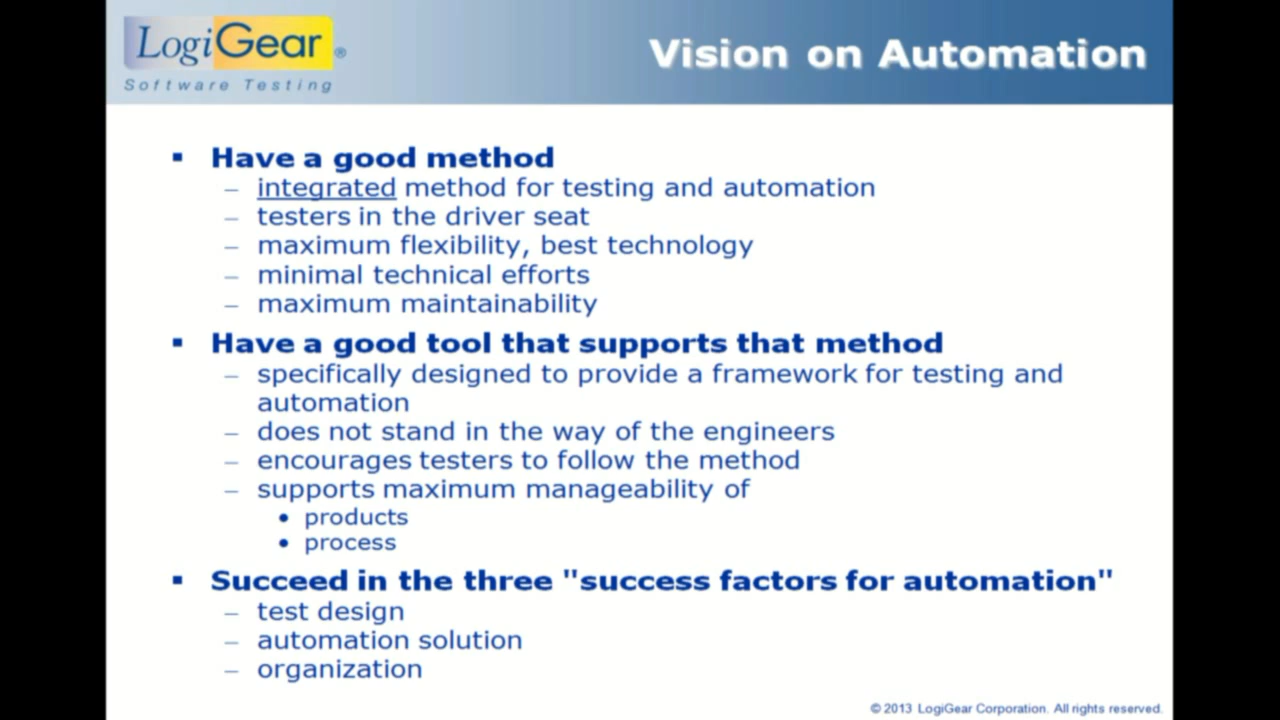 LogiGear®
Software Testing
Vision on Automation
▪ Have a good method
– integrated method for testing and automation
– testers in the driver seat
– maximum flexibility, best technology
– minimal technical efforts
– maximum maintainability
▪ Have a good tool that supports that method
– specifically designed to provide a framework for testing and
automation
– does not stand in the way of the engineers
– encourages testers to follow the method
– supports maximum manageability of
• products
• process
▪ Succeed in the three "success factors for automation"
– test design
– automation solution
– organization
© 2013 LogiGear Corporation. All rights reserved.